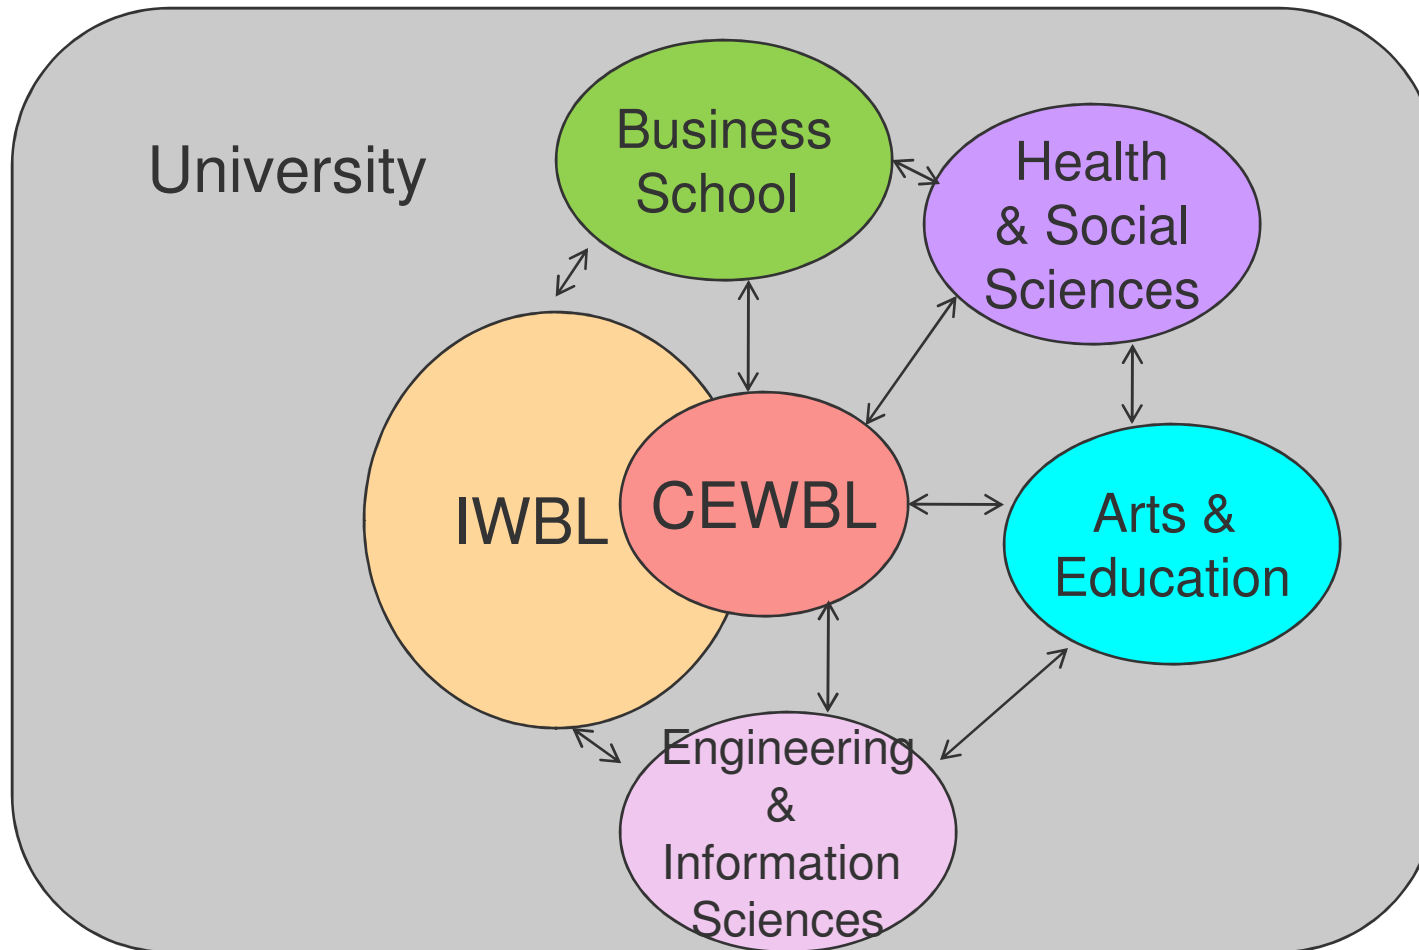 University
Business
School
Health
& Social
Sciences
IWBL
CEWBL
Arts &
Education
Engineering
&
Information
Sciences